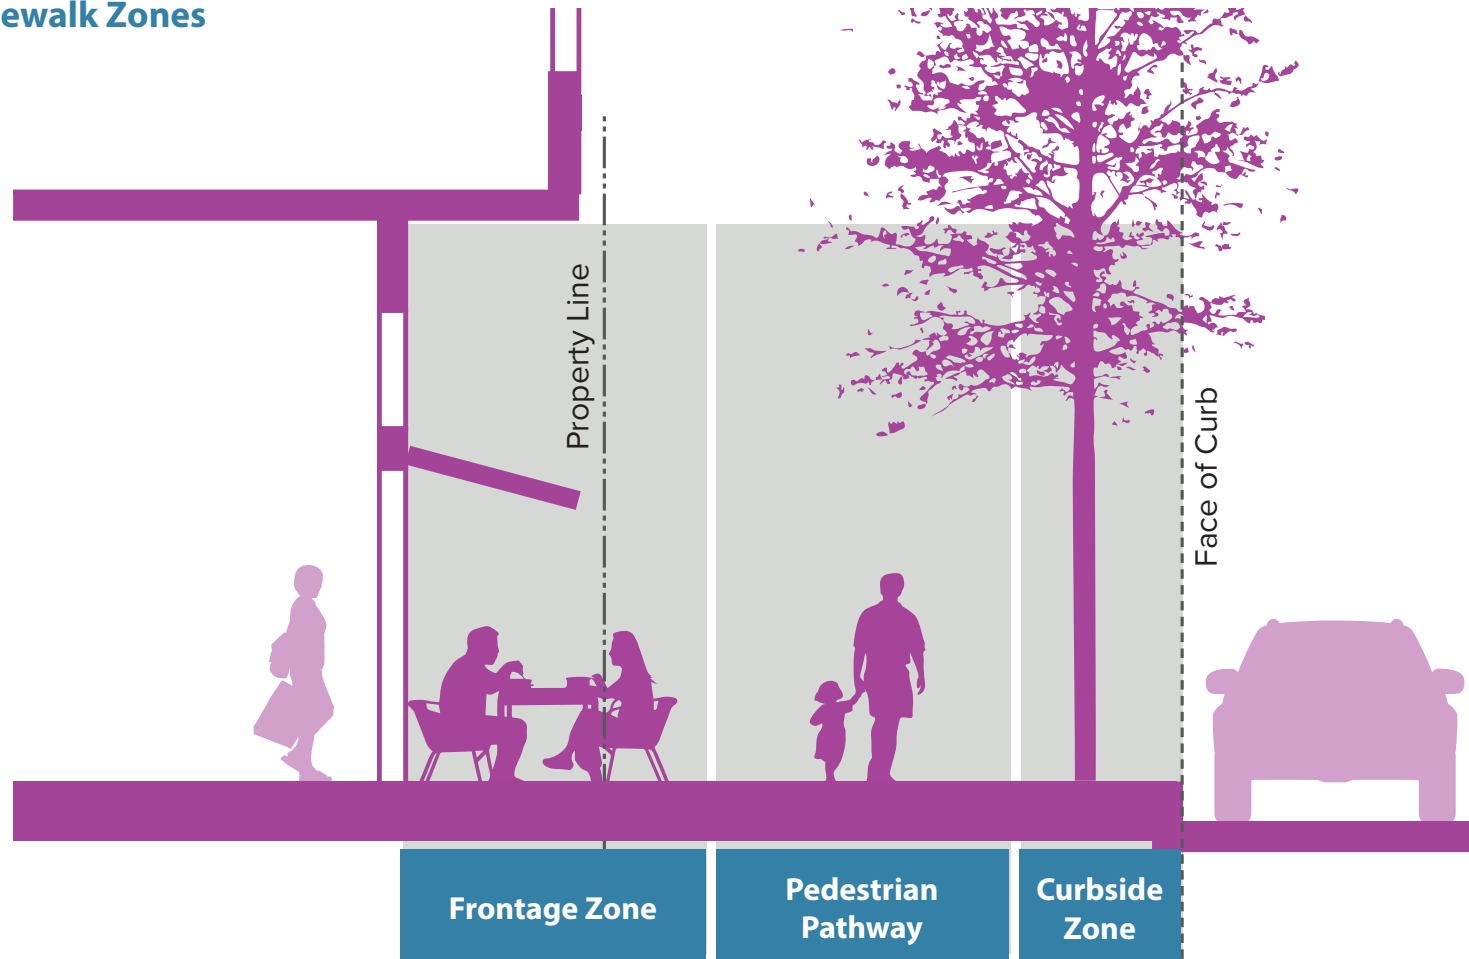 ewalk Zones
Property Line
Face of Curb
Frontage Zone
Pedestrian
Pathway
Curbside
Zone